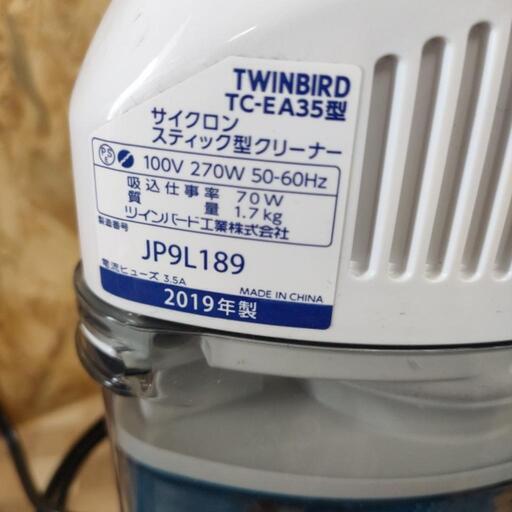 TWINBIRD
TC-EA35型
サイクロン
スティック型クリーナー
PSE 100V 270W 50-60Hz
吸込仕事率 70W
質量 1.7kg
ツインバード工業株式会社
製造番号
JP9L189
電流ヒューズ 3.5A
MADE IN CHINA
2019年製